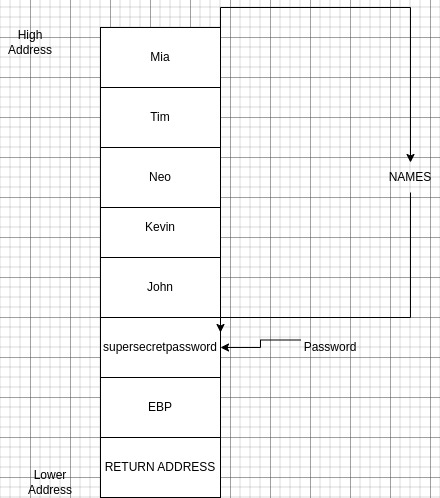 High
Address
Mia
Tim
Neo
NAMES
Kevin
John
supersecretpassword
Password
EBP
RETURN ADDRESS
Lower
Address